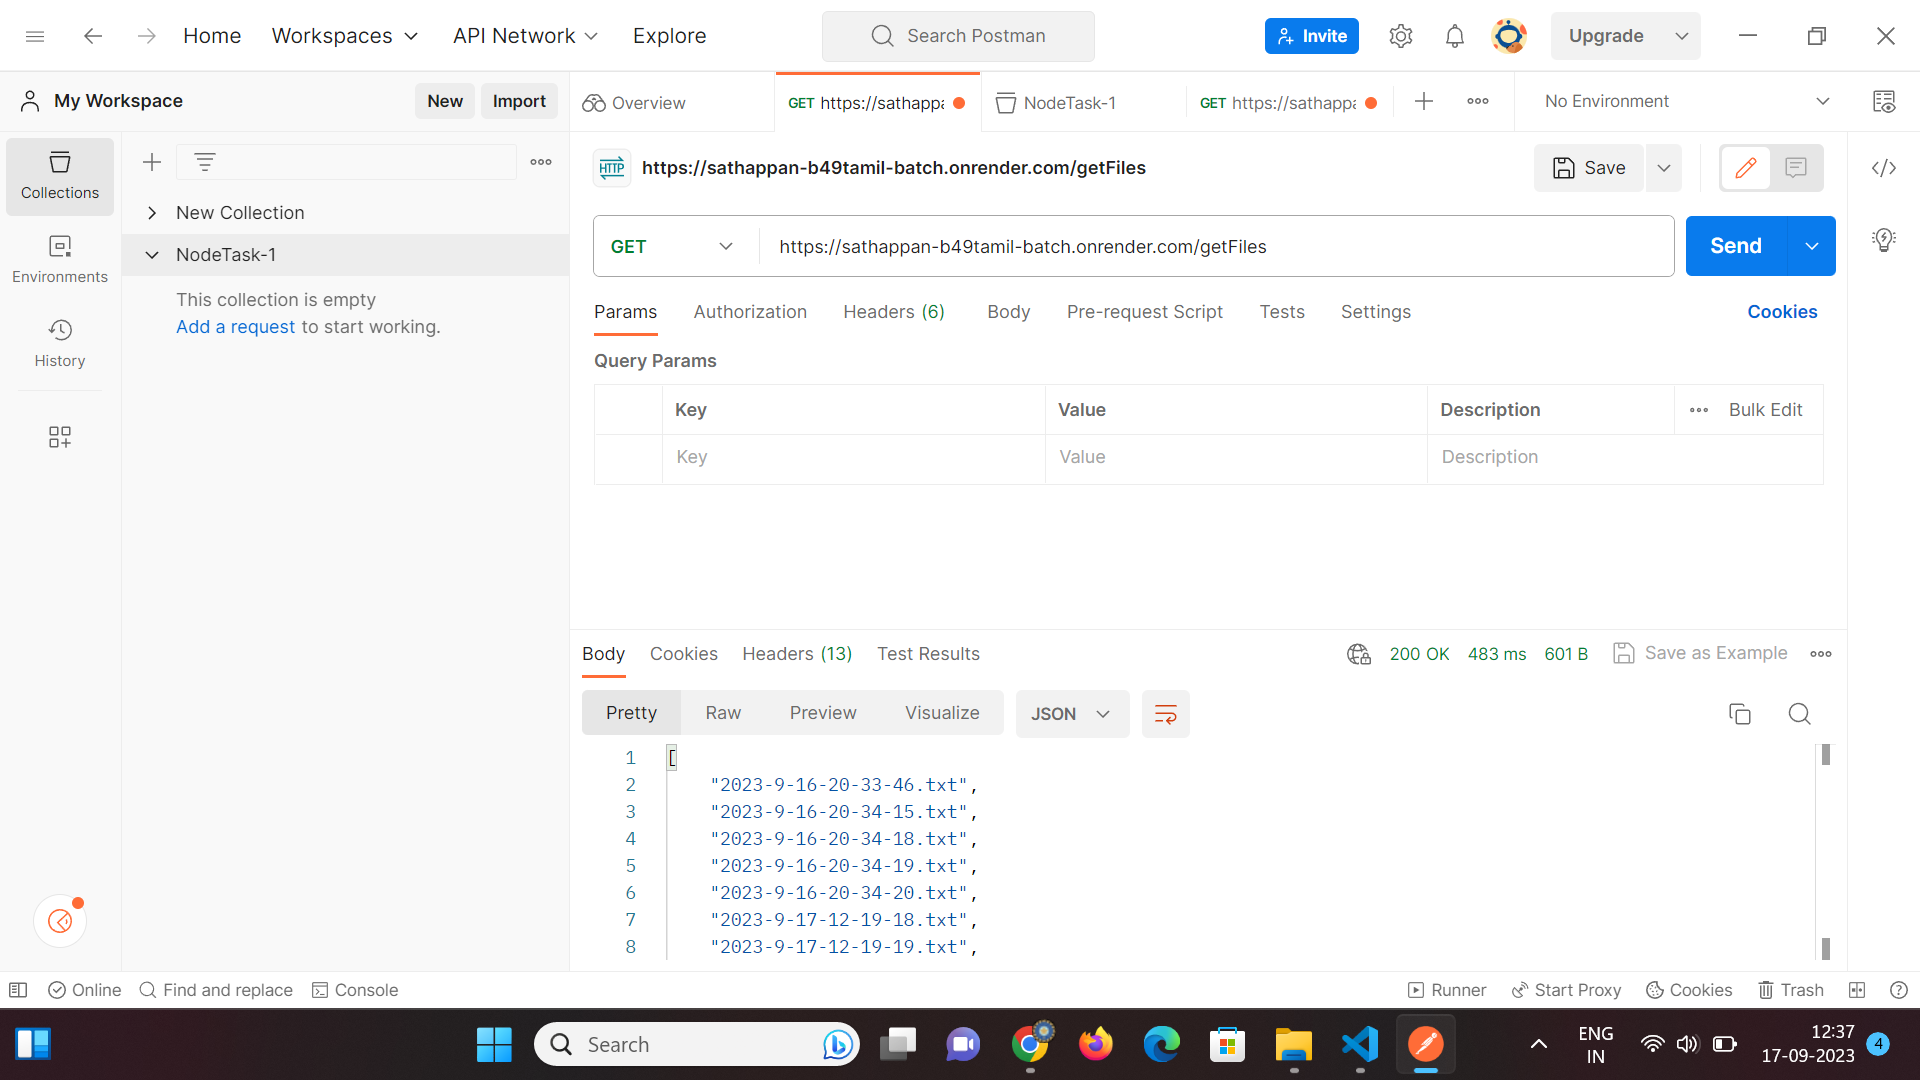 Home Workspaces API Network Explore Search Postman Invite Upgrade
My Workspace New Import Overview GET https://sathappa NodeTask-1 GET https://sathappa No Environment
Collections
Environments
History
New Collection
NodeTask-1
This collection is empty
Add a request to start working.
HTTP https://sathappan-b49tamil-batch.onrender.com/getFiles Save
GET https://sathappan-b49tamil-batch.onrender.com/getFiles Send
Params Authorization Headers (6) Body Pre-request Script Tests Settings Cookies
Query Params
Key Value Description Bulk Edit
Key Value Description
Body Cookies Headers (13) Test Results 200 OK 483 ms 601 B Save as Example
Pretty Raw Preview Visualize JSON
1 [
2 "2023-9-16-20-33-46.txt",
3 "2023-9-16-20-34-15.txt",
4 "2023-9-16-20-34-18.txt",
5 "2023-9-16-20-34-19.txt",
6 "2023-9-16-20-34-20.txt",
7 "2023-9-17-12-19-18.txt",
8 "2023-9-17-12-19-19.txt",
Online Find and replace Console Runner Start Proxy Cookies Trash
Search
ENG
IN
12:37
17-09-2023
4